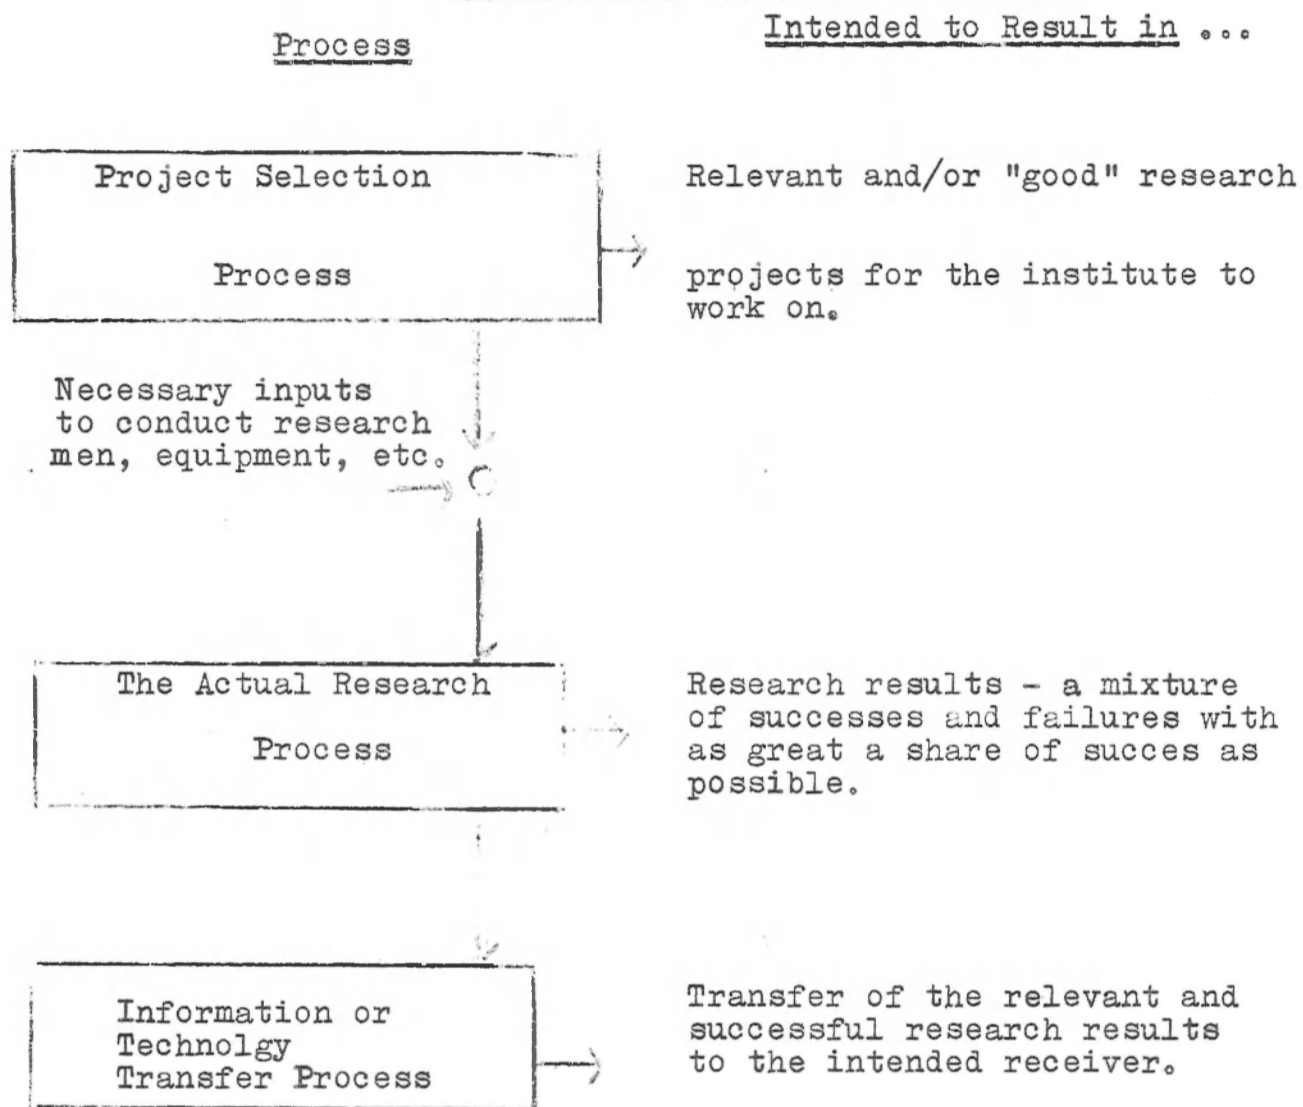 Process
Intended to Result in ...
Project Selection
Process
Relevant and/or "good" research
projects for the institute to
work on.
Necessary inputs
to conduct research
men, equipment, etc.
The Actual Research
Process
Research results - a mixture
of successes and failures with
as great a share of succes as
possible.
Information or
Technolgy
Transfer Process
Transfer of the relevant and
successful research results
to the intended receiver.